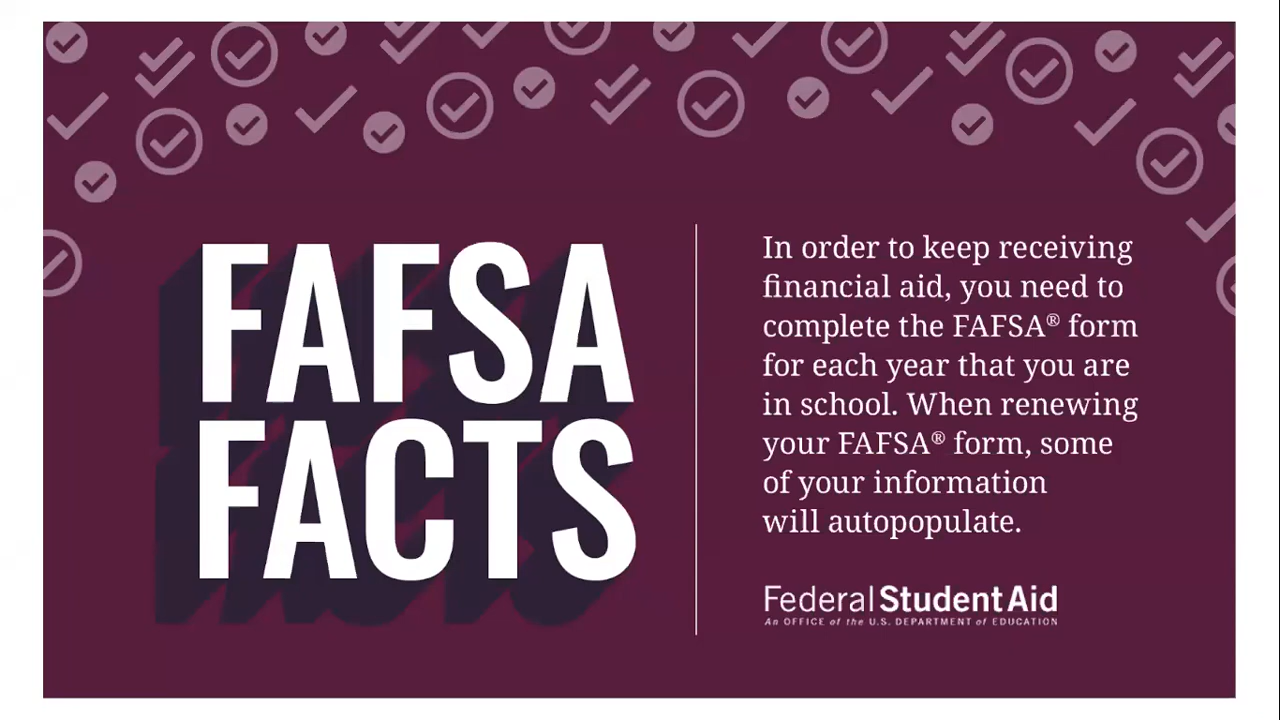 FAFSA
FACTS
In order to keep receiving
financial aid, you need to
complete the FAFSA® form
for each year that you are
in school. When renewing
your FAFSA® form, some
of your information
will autopopulate.
Federal Student Aid
An OFFICE of the U.S. DEPARTMENT of EDUCATION